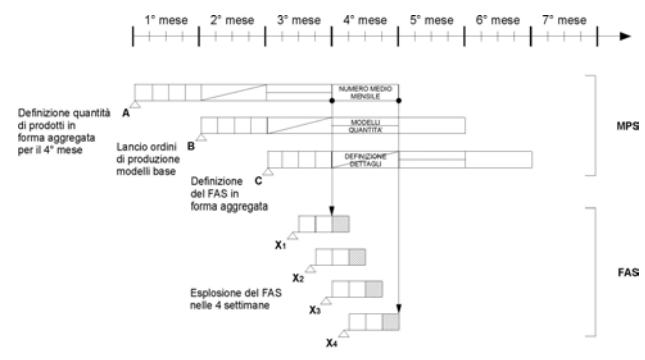 1° mese 2° mese 3° mese 4° mese 5° mese 6° mese 7° mese
NUMERO MEDIO
MENSILE
Definizione quantità
di prodotti in
forma aggregata
per il 4° mese
A
MODELLI
QUANTITA'
MPS
Lancio ordini
di produzione
modelli base
B
DEFINIZIONE
DETTAGLI
Definizione
del FAS in
forma aggregata
C
X1
X2
FAS
Esplosione del FAS
nelle 4 settimane
X3
X4